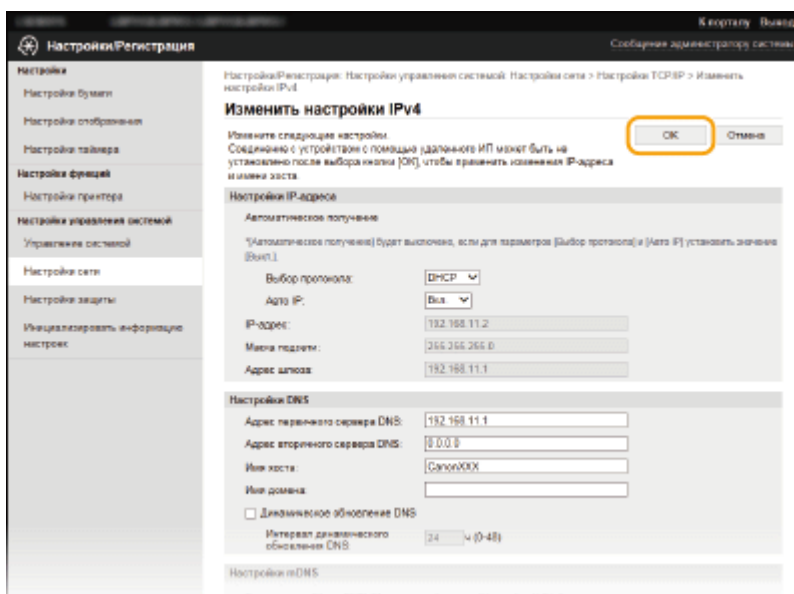 К порталу Выход
Настройки/Регистрация
Сообщение администратору системы
Настройки
Настройки бумаги
Настройки отображения
Настройки таймера
Настройки функций
Настройки принтера
Настройки управления системой
Управление системой
Настройки сети
Настройки защиты
Инициализировать информацию
настроек
Настройки/Регистрация: Настройки управления системой: Настройки сети > Настройки TCP/IP > Изменить
настройки IPv4
Изменить настройки IPv4
Измените следующие настройки.
Соединение с устройством с помощью удаленного ИП может быть не
установлено после выбора кнопки [OK], чтобы применить изменения IP-адреса
и имени хоста.
OK
Отмена
Настройки IP-адреса
Автоматическое получение
*[Автоматическое получение] будет выключено, если для параметров [Выбор протокола] и [Авто IP] установить значение
[Выкл.].
Выбор протокола: DHCP
Авто IP: Вкл.
IP-адрес: 192.168.11.2
Маска подсети: 255.255.255.0
Адрес шлюза: 192.168.11.1
Настройки DNS
Адрес первичного сервера DNS: 192.168.11.1
Адрес вторичного сервера DNS: 0.0.0.0
Имя хоста: CanonXXX
Имя домена:
Динамическое обновление DNS
Интервал динамического
обновления DNS: 24 ч (0-48)
Настройки mDNS